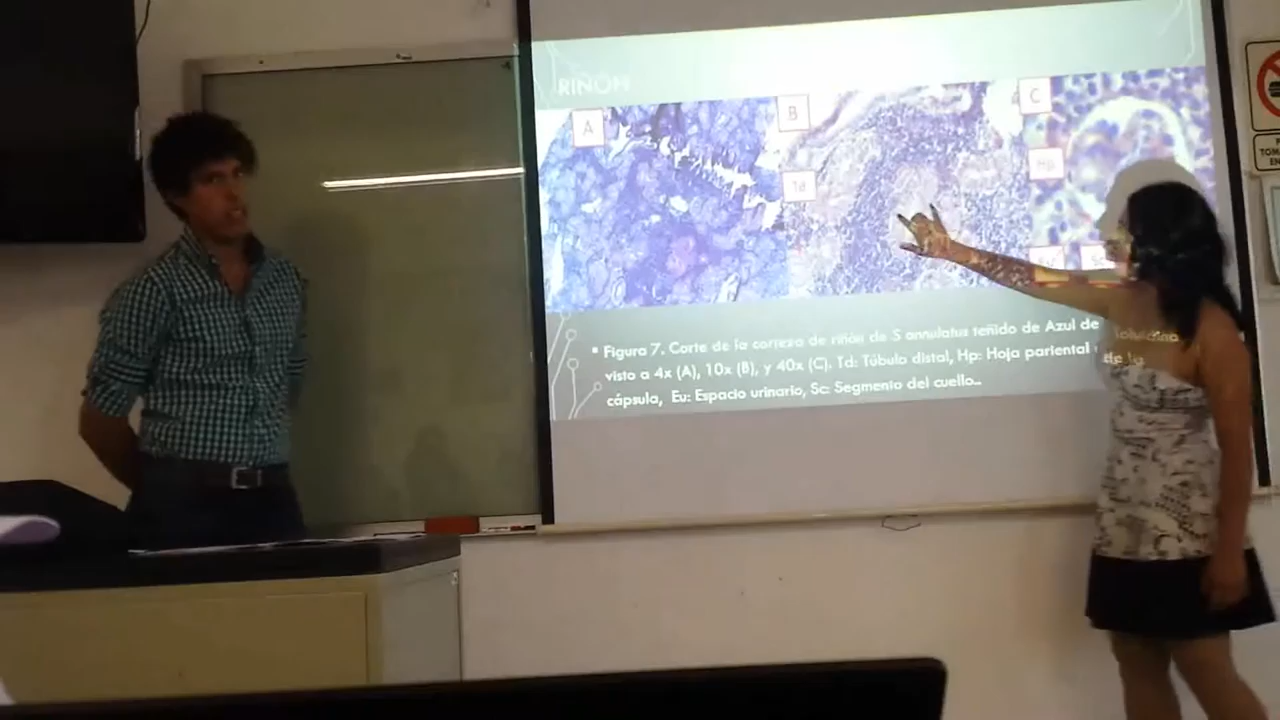 RIÑON
A
B
C
Td
Hp
Figura 7. Corte de la corteza de riñón de S annulatus teñido de Azul de Toluidina
visto a 4x (A), 10x (B), y 40x (C). Td: Túbulo distal, Hp: Hoja pariental de la
cápsula, Eu: Espacio urinario, Sc: Segmento del cuello...